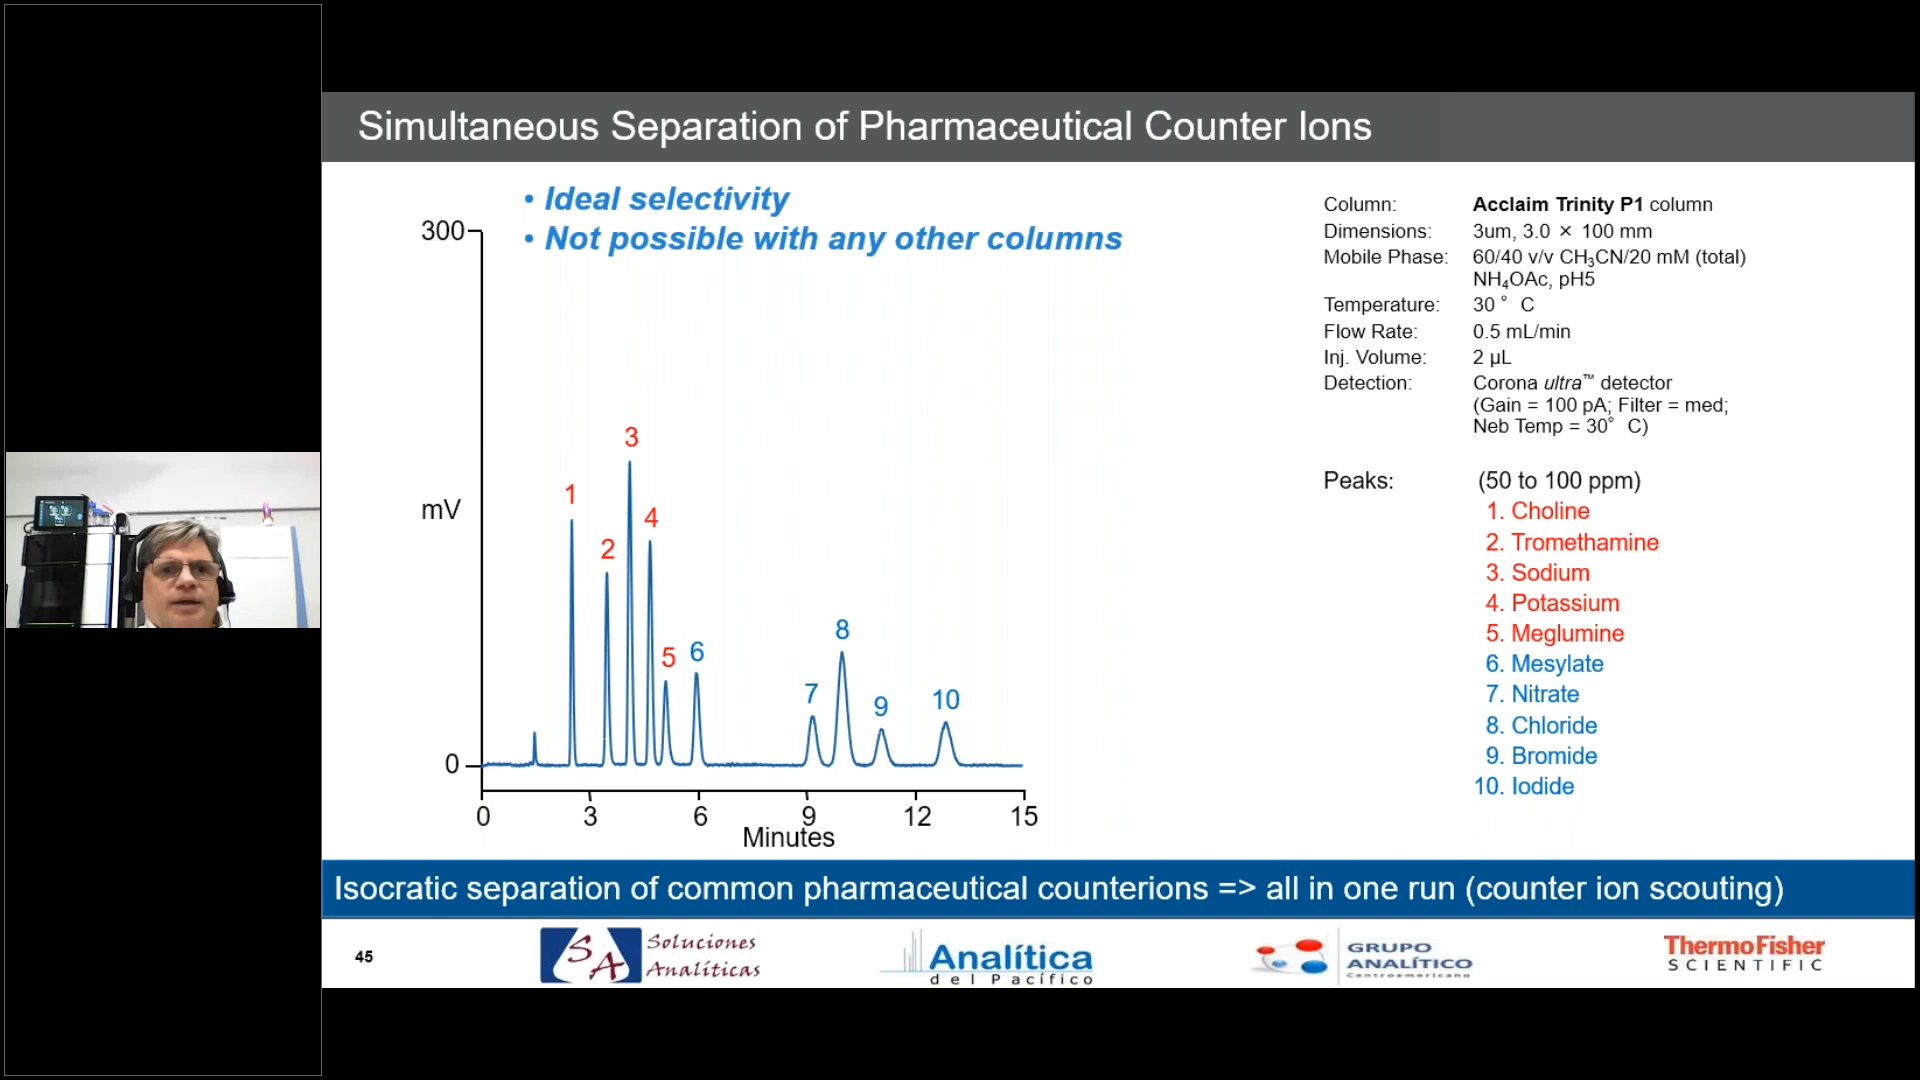 Simultaneous Separation of Pharmaceutical Counter Ions
• Ideal selectivity
• Not possible with any other columns
300
mV
0
0 3 6 9 12 15
Minutes
1
2
3
4
5
6
7
8
9
10
Column: Acclaim Trinity P1 column
Dimensions: 3um, 3.0 × 100 mm
Mobile Phase: 60/40 v/v CH₃CN/20 mM (total)
NH₄OAc, pH5
Temperature: 30 ° C
Flow Rate: 0.5 mL/min
Inj. Volume: 2 µL
Detection: Corona ultra™ detector
(Gain = 100 pA; Filter = med;
Neb Temp = 30° C)
Peaks: (50 to 100 ppm)
1. Choline
2. Tromethamine
3. Sodium
4. Potassium
5. Meglumine
6. Mesylate
7. Nitrate
8. Chloride
9. Bromide
10. Iodide
Isocratic separation of common pharmaceutical counterions => all in one run (counter ion scouting)
45
SA
Soluciones
Analíticas
Analítica
del Pacífico
GRUPO
ANALÍTICO
Centroamericano
ThermoFisher
SCIENTIFIC